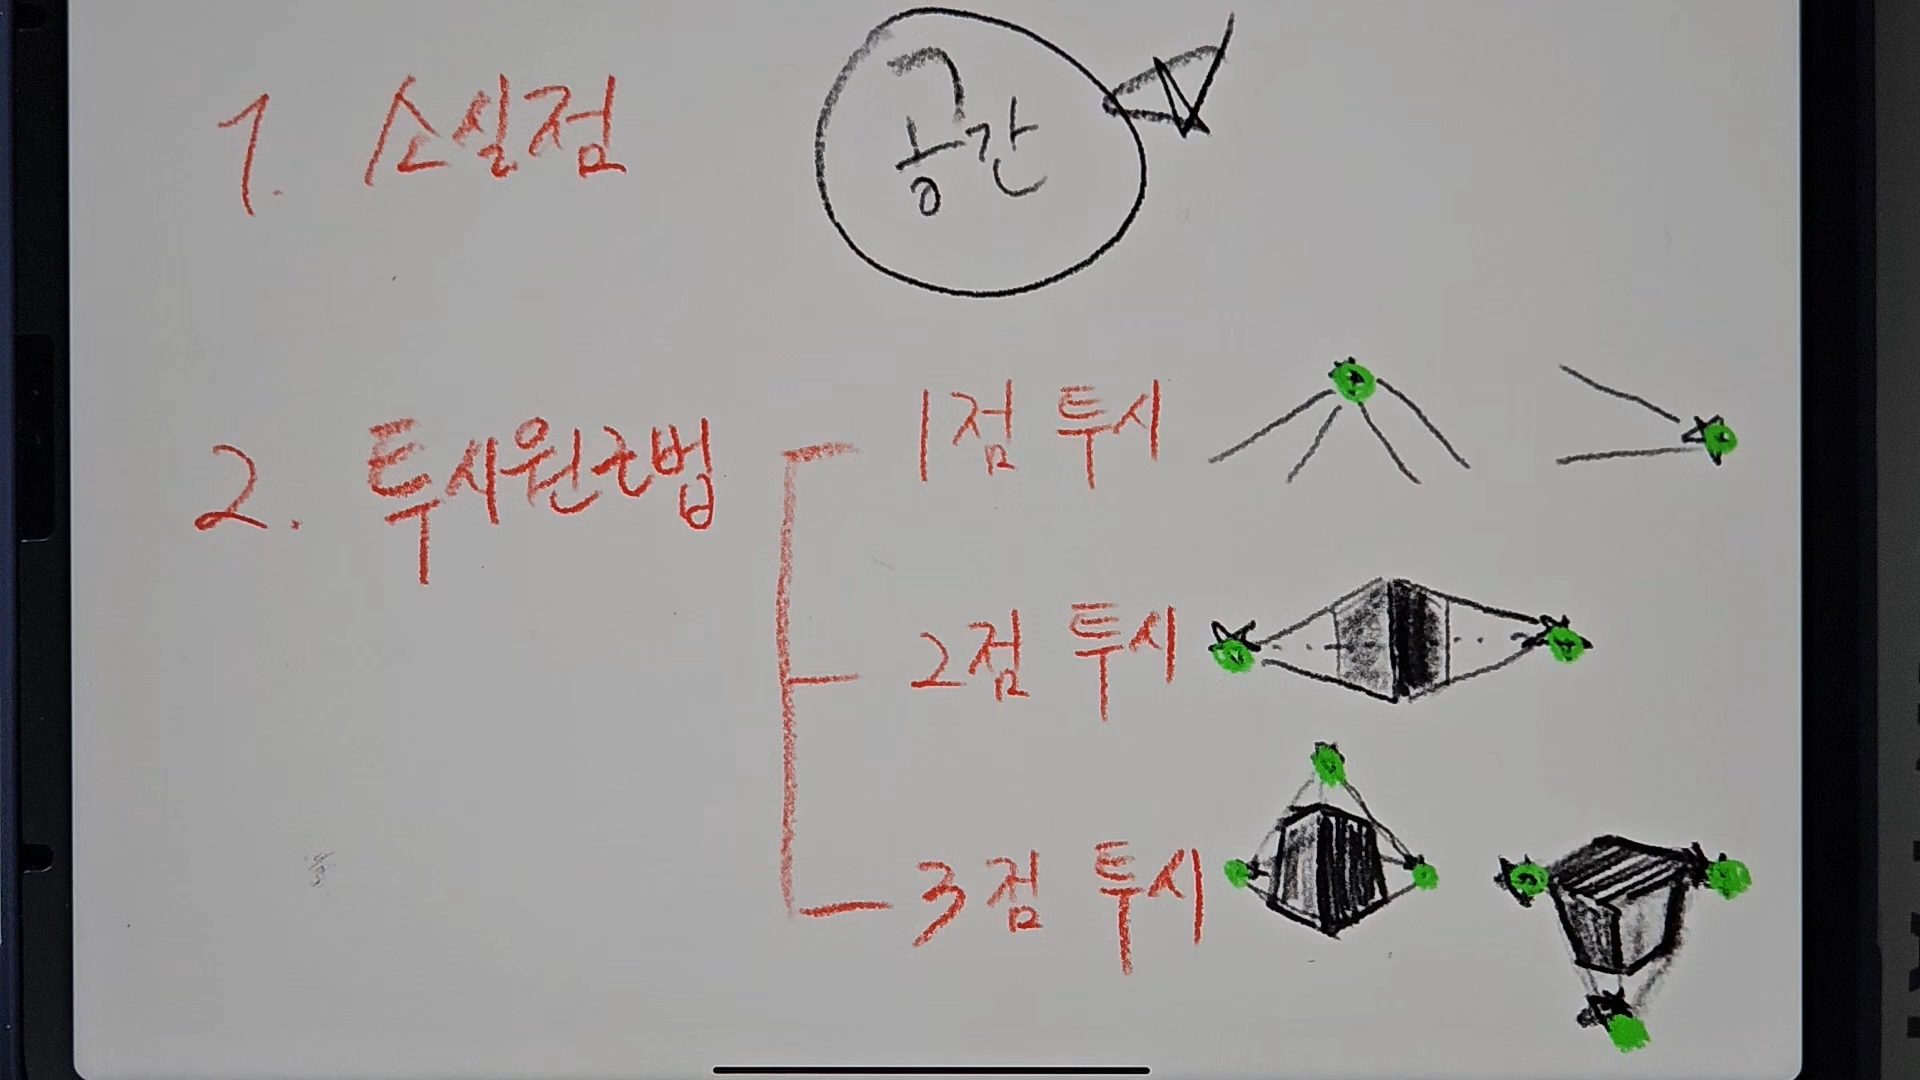 1. 소실점
공간
2. 투시원근법
1점 투시
2점 투시
3점 투시